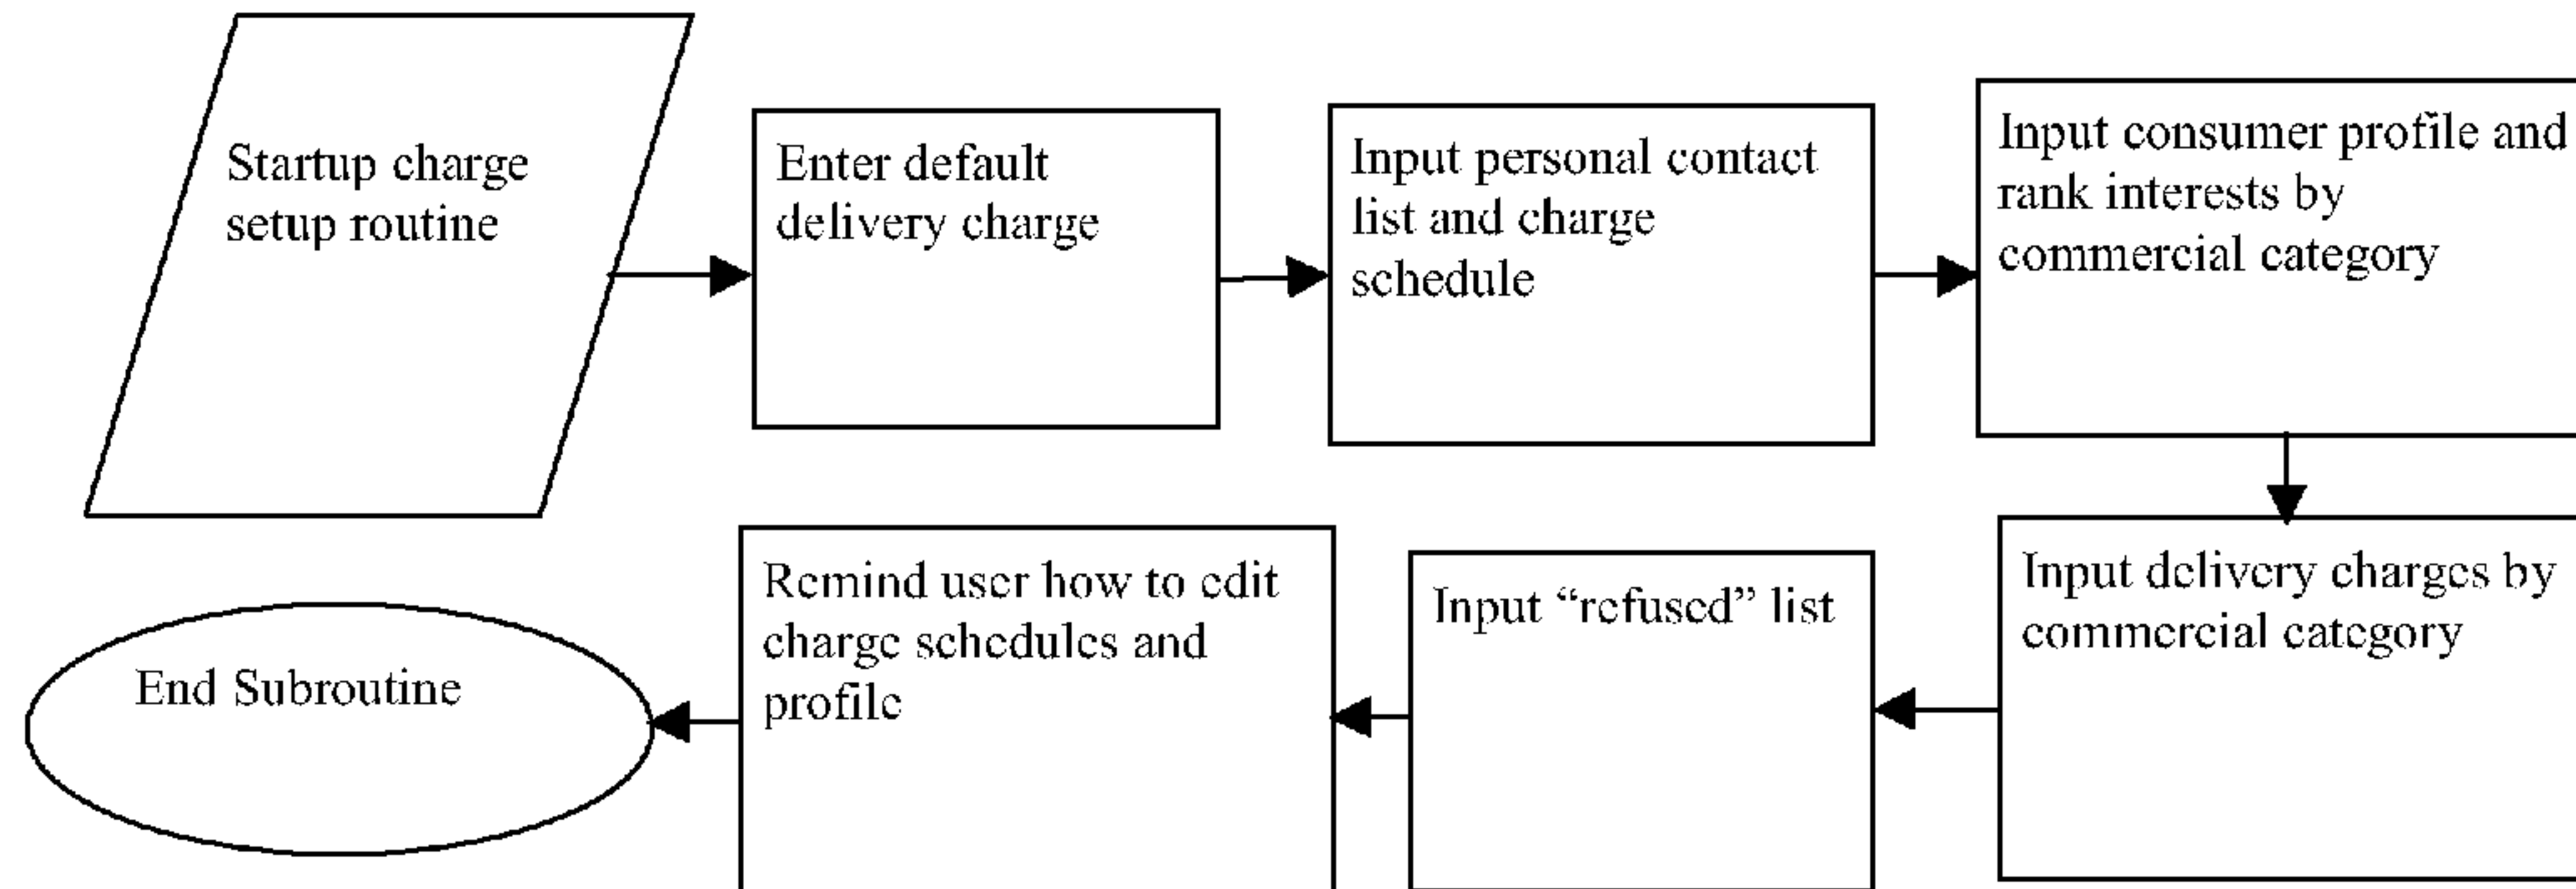 Startup charge
setup routine
Enter default
delivery charge
Input personal contact
list and charge
schedule
Input consumer profile and
rank interests by
commercial category
Input delivery charges by
commercial category
Input “refused” list
Remind user how to edit
charge schedules and
profile
End Subroutine